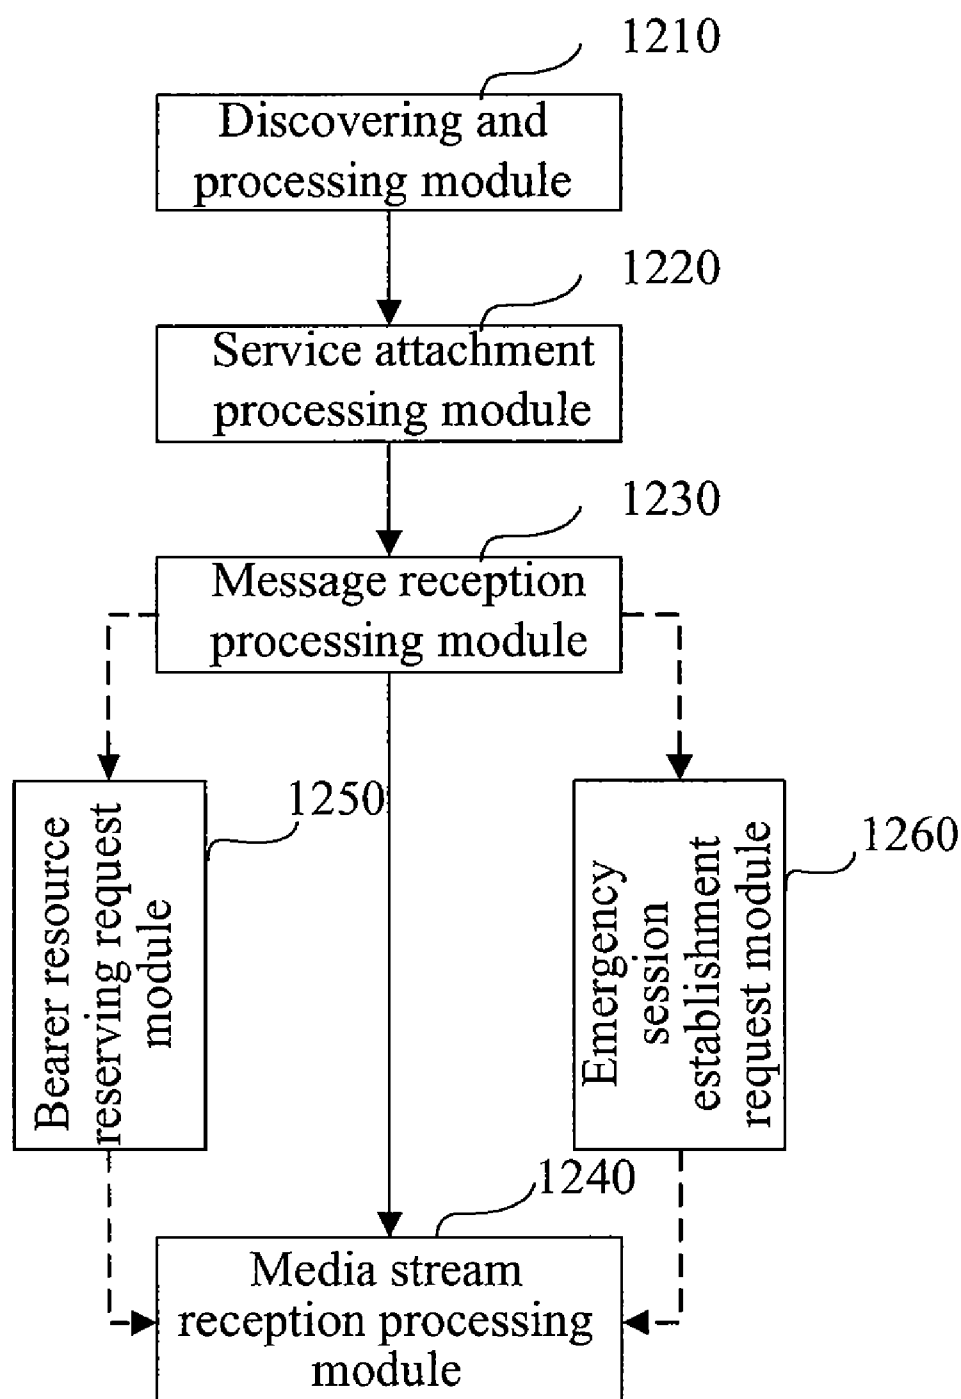 1210
Discovering and
processing module
1220
Service attachment
processing module
1230
Message reception
processing module
1250
Bearer resource
reserving request
module
1260
Emergency
session
establishment
request module
1240
Media stream
reception processing
module